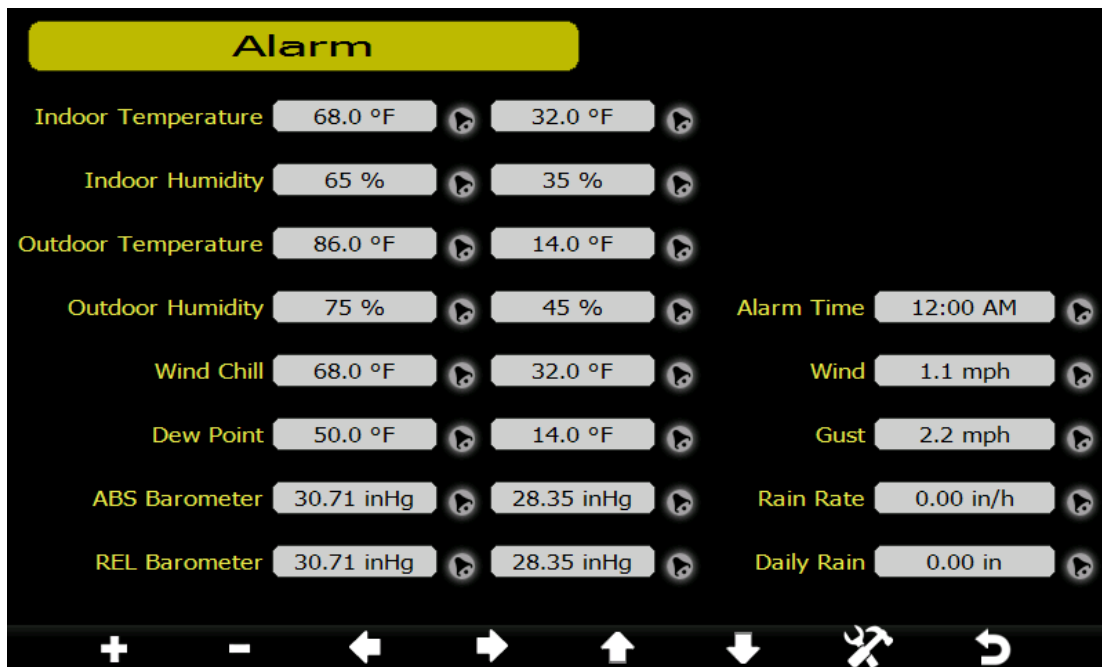 Alarm
Indoor Temperature 68.0 °F 32.0 °F
Indoor Humidity 65 % 35 %
Outdoor Temperature 86.0 °F 14.0 °F
Outdoor Humidity 75 % 45 % Alarm Time 12:00 AM
Wind Chill 68.0 °F 32.0 °F Wind 1.1 mph
Dew Point 50.0 °F 14.0 °F Gust 2.2 mph
ABS Barometer 30.71 inHg 28.35 inHg Rain Rate 0.00 in/h
REL Barometer 30.71 inHg 28.35 inHg Daily Rain 0.00 in